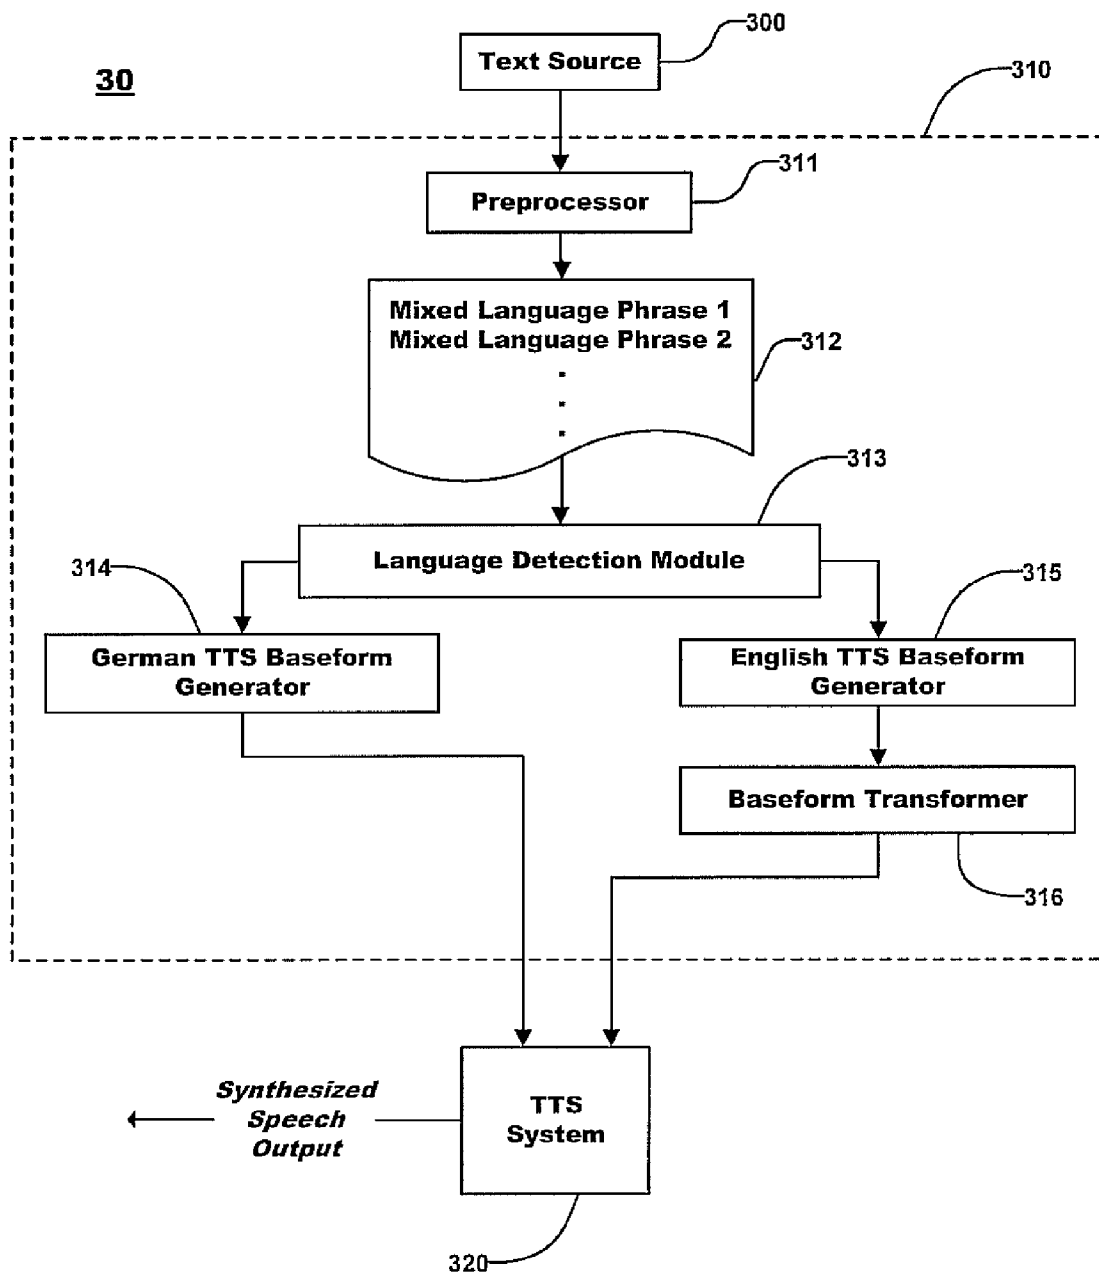 300
Text Source
30
310
311
Preprocessor
Mixed Language Phrase 1
Mixed Language Phrase 2
312
313
Language Detection Module
314
315
German TTS Baseform
Generator
English TTS Baseform
Generator
Baseform Transformer
316
Synthesized
Speech
Output
TTS
System
320